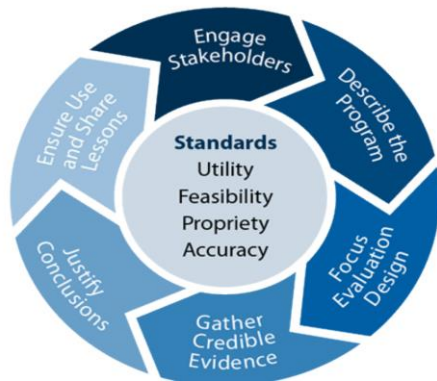 Engage
Stakeholders
Describe the
Program
Focus
Evaluation
Design
Gather
Credible
Evidence
Justify
Conclusions
Ensure Use
and Share
Lessons
Standards
Utility
Feasibility
Propriety
Accuracy